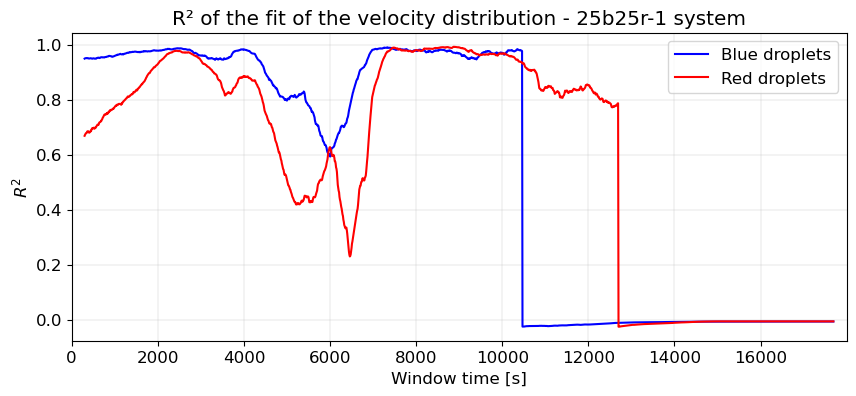 R² of the fit of the velocity distribution - 25b25r-1 system
1.0
0.8
0.6
0.4
0.2
0.0
R²
0 2000 4000 6000 8000 10000 12000 14000 16000
Window time [s]
Blue droplets
Red droplets